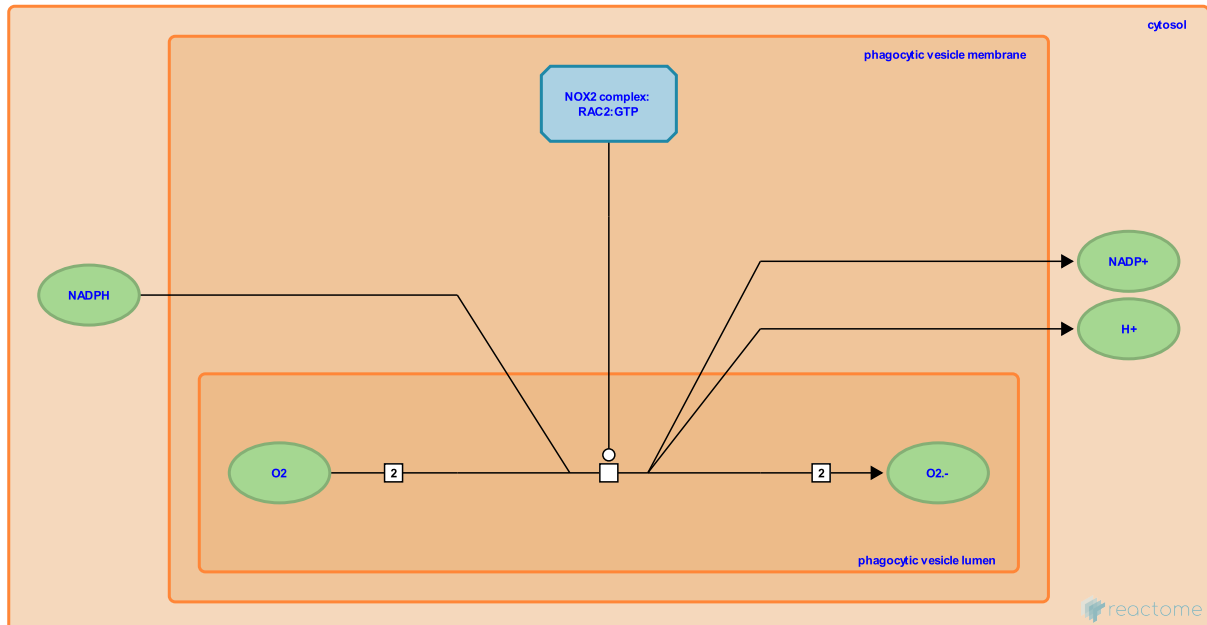 cytosol
phagocytic vesicle membrane
NOX2 complex:
RAC2:GTP
NADP+
NADPH
H+
O2
2
2
O2.-
phagocytic vesicle lumen
reactome